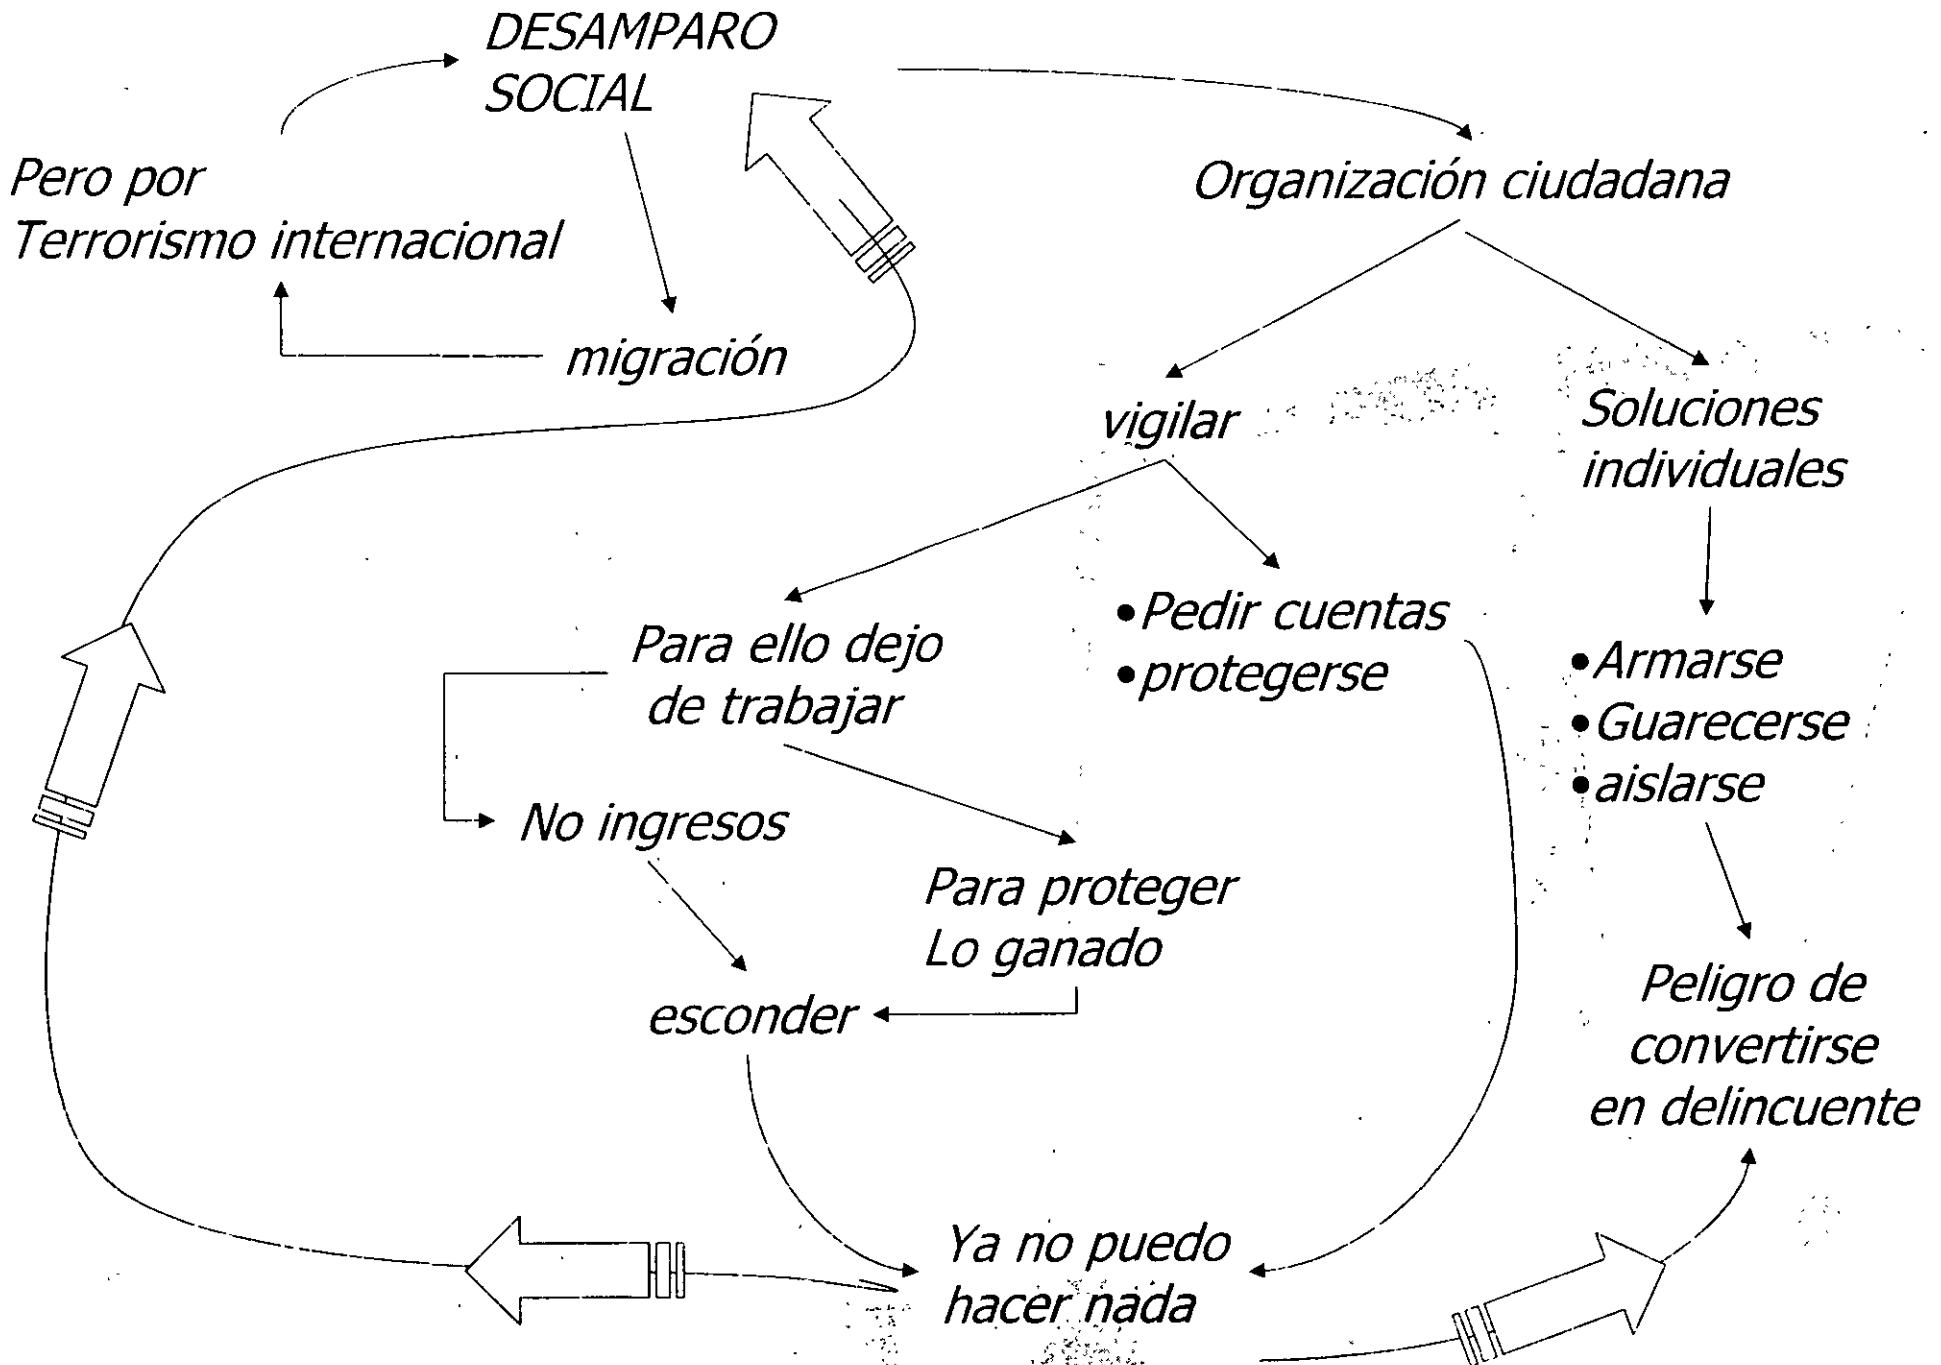 DESAMPARO
SOCIAL
Pero por
Terrorismo internacional
migración
Organización ciudadana
vigilar
Soluciones
individuales
Para ello dejo
de trabajar
•Pedir cuentas
•protegerse
•Armarse
•Guarecerse
•aislarse
No ingresos
Para proteger
Lo ganado
esconder
Peligro de
convertirse
en delincuente
Ya no puedo
hacer nada